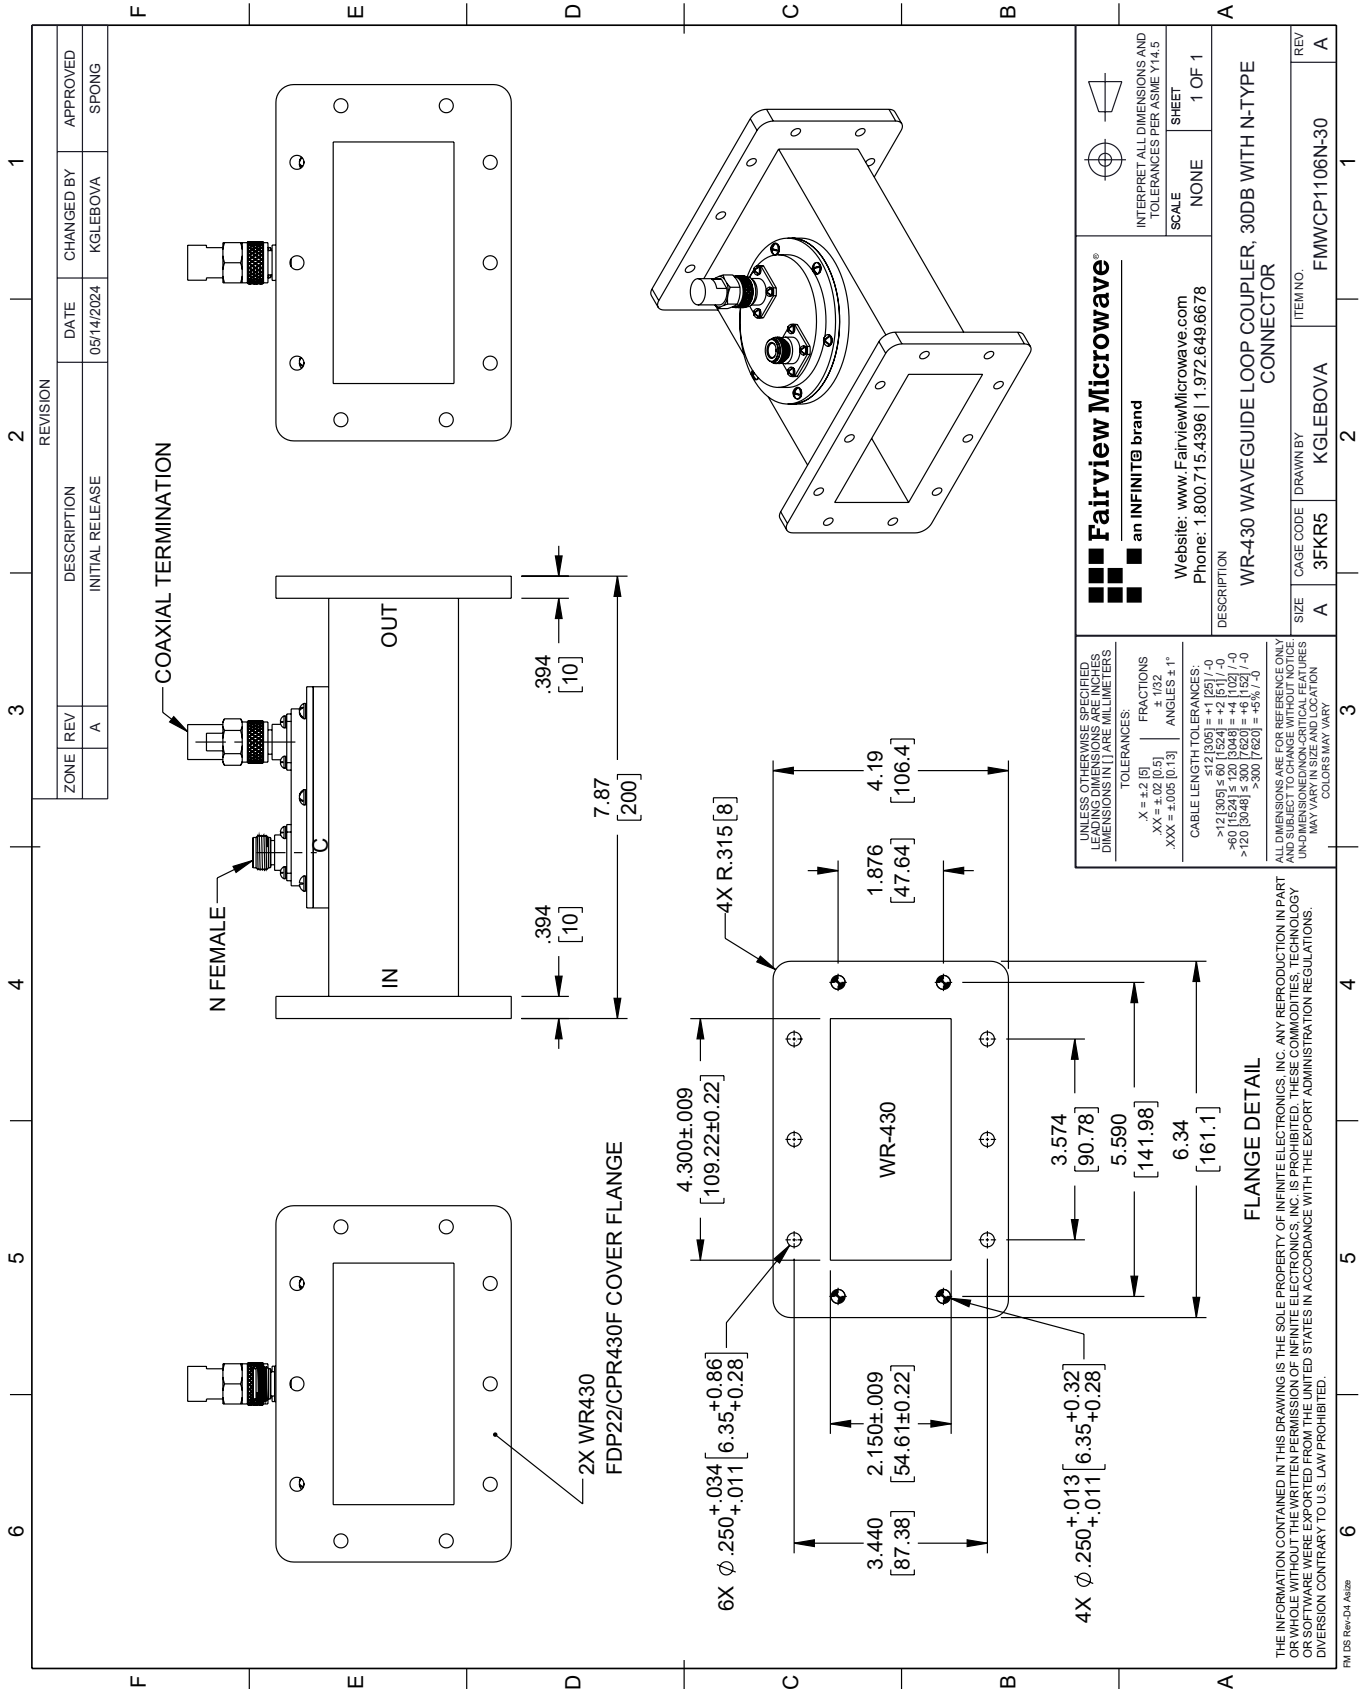 REVISION
ZONE REV DESCRIPTION DATE CHANGED BY APPROVED
A INITIAL RELEASE 05/14/2024 KGLEBOVA SPONG
6 5 4 3 2 1
F
E
D
C
B
A
F
E
D
C
B
A
N FEMALE
COAXIAL TERMINATION
C
IN
OUT
2X WR430
FDP22/CPR430F COVER FLANGE
.394
[10]
.394
[10]
7.87
[200]
6X Ø .250 +.034 +.011 [6.35 +0.86 +0.28]
4.300±.009
[109.22±0.22]
4X R.315 [8]
3.440
[87.38]
2.150±.009
[54.61±0.22]
WR-430
1.876
[47.64]
4.19
[106.4]
4X Ø .250 +.013 +.011 [6.35 +0.32 +0.28]
3.574
[90.78]
5.590
[141.98]
6.34
[161.1]
FLANGE DETAIL
THE INFORMATION CONTAINED IN THIS DRAWING IS THE SOLE PROPERTY OF INFINITE ELECTRONICS, INC. ANY REPRODUCTION IN PART
OR WHOLE WITHOUT THE WRITTEN PERMISSION OF INFINITE ELECTRONICS, INC. IS PROHIBITED. THESE COMMODITIES, TECHNOLOGY
OR SOFTWARE WERE EXPORTED FROM THE UNITED STATES IN ACCORDANCE WITH THE EXPORT ADMINISTRATION REGULATIONS.
DIVERSION CONTRARY TO U.S. LAW PROHIBITED.
UNLESS OTHERWISE SPECIFIED
LEADING DIMENSIONS ARE INCHES
DIMENSIONS IN [ ] ARE MILLIMETERS
TOLERANCES:
.X = ±.2 [5] FRACTIONS
.XX = ±.02 [0.5] ± 1/32
.XXX = ±.005 [0.13] ANGLES ± 1°
CABLE LENGTH TOLERANCES:
≤12 [305] = +1 [25] / -0
>12 [305] ≤ 60 [1524] = +2 [51] / -0
>60 [1524] ≤ 120 [3048] = +4 [102] / -0
>120 [3048] ≤ 300 [7620] = +6 [152] / -0
>300 [7620] = +5% / -0
ALL DIMENSIONS ARE FOR REFERENCE ONLY
AND SUBJECT TO CHANGE WITHOUT NOTICE.
UN-DIMENSIONED/NON-CRITICAL FEATURES
MAY VARY IN SIZE AND LOCATION
COLORS MAY VARY
Fairview Microwave®
an INFINIT@ brand
Website: www.FairviewMicrowave.com
Phone: 1.800.715.4396 | 1.972.649.6678
INTERPRET ALL DIMENSIONS AND
TOLERANCES PER ASME Y14.5
SCALE SHEET
NONE 1 OF 1
DESCRIPTION
WR-430 WAVEGUIDE LOOP COUPLER, 30DB WITH N-TYPE
CONNECTOR
SIZE CAGE CODE DRAWN BY ITEM NO. REV
A 3FKR5 KGLEBOVA FMWCP1106N-30 A
6 5 4 3 2 1
FM DS Rev-D4 Asize